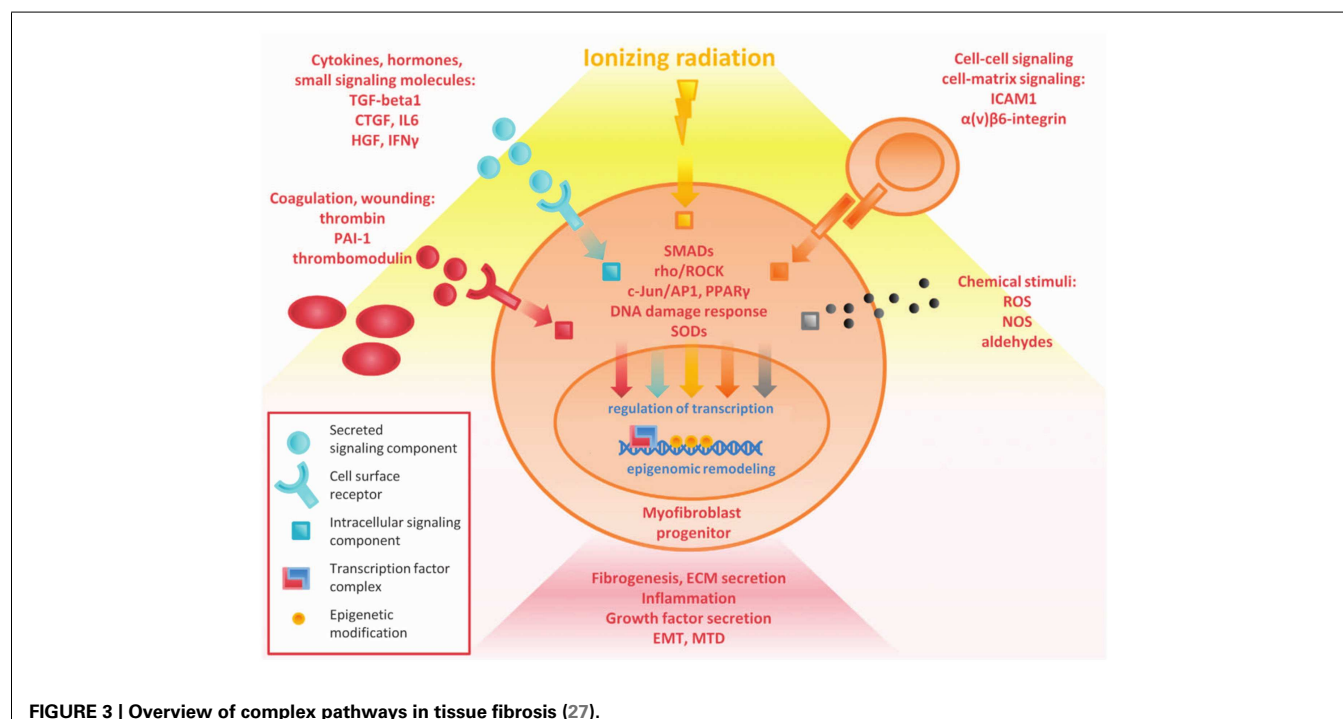 Ionizing radiation
Cytokines, hormones,
small signaling molecules:
TGF-beta1
CTGF, IL6
HGF, IFNγ
Cell-cell signaling
cell-matrix signaling:
ICAM1
α(v)β6-integrin
Coagulation, wounding:
thrombin
PAI-1
thrombomodulin
SMADs
rho/ROCK
c-Jun/AP1, PPARγ
DNA damage response
SODs
Chemical stimuli:
ROS
NOS
aldehydes
regulation of transcription
epigenomic remodeling
Myofibroblast
progenitor
Secreted
signaling component
Cell surface
receptor
Intracellular signaling
component
Transcription factor
complex
Epigenetic
modification
Fibrogenesis, ECM secretion
Inflammation
Growth factor secretion
EMT, MTD
FIGURE 3 | Overview of complex pathways in tissue fibrosis (27).